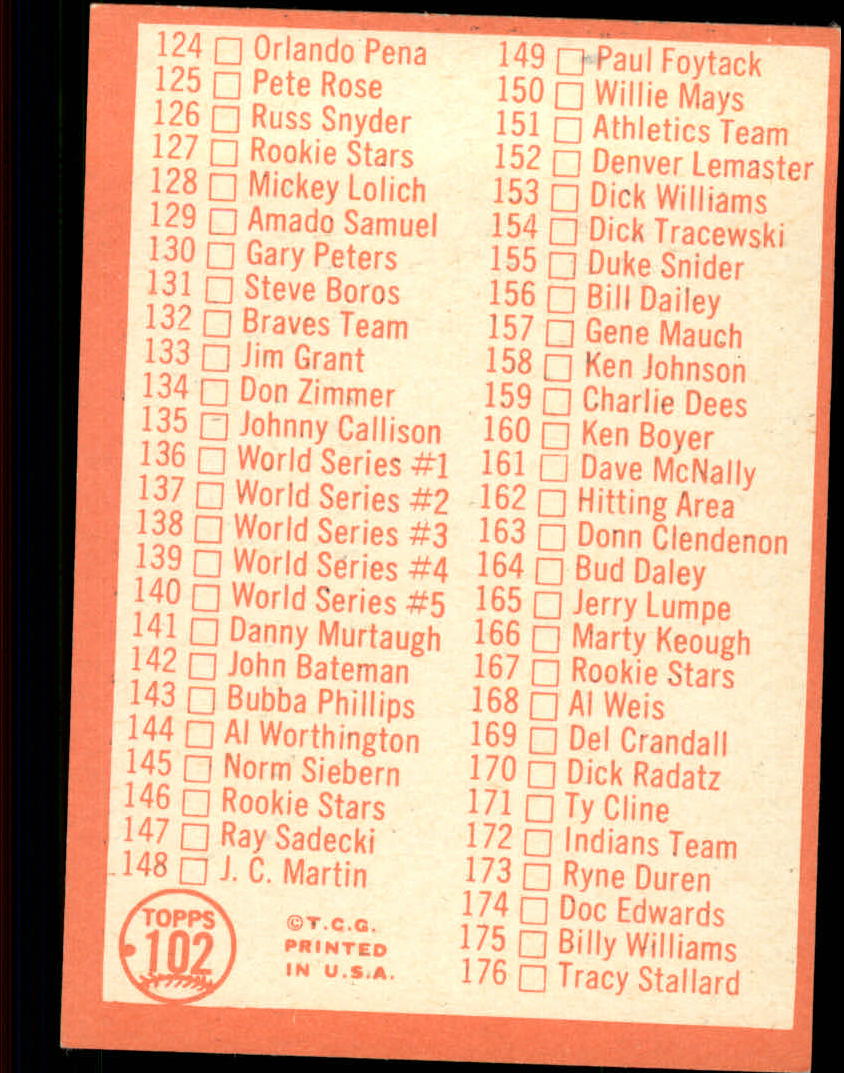 124 Orlando Pena
125 Pete Rose
126 Russ Snyder
127 Rookie Stars
128 Mickey Lolich
129 Amado Samuel
130 Gary Peters
131 Steve Boros
132 Braves Team
133 Jim Grant
134 Don Zimmer
135 Johnny Callison
136 World Series #1
137 World Series #2
138 World Series #3
139 World Series #4
140 World Series #5
141 Danny Murtaugh
142 John Bateman
143 Bubba Phillips
144 Al Worthington
145 Norm Siebern
146 Rookie Stars
147 Ray Sadecki
148 J. C. Martin
TOPPS
102
©T.C.G.
PRINTED
IN U.S.A.
149 Paul Foytack
150 Willie Mays
151 Athletics Team
152 Denver Lemaster
153 Dick Williams
154 Dick Tracewski
155 Duke Snider
156 Bill Dailey
157 Gene Mauch
158 Ken Johnson
159 Charlie Dees
160 Ken Boyer
161 Dave McNally
162 Hitting Area
163 Donn Clendenon
164 Bud Daley
165 Jerry Lumpe
166 Marty Keough
167 Rookie Stars
168 Al Weis
169 Del Crandall
170 Dick Radatz
171 Ty Cline
172 Indians Team
173 Ryne Duren
174 Doc Edwards
175 Billy Williams
176 Tracy Stallard